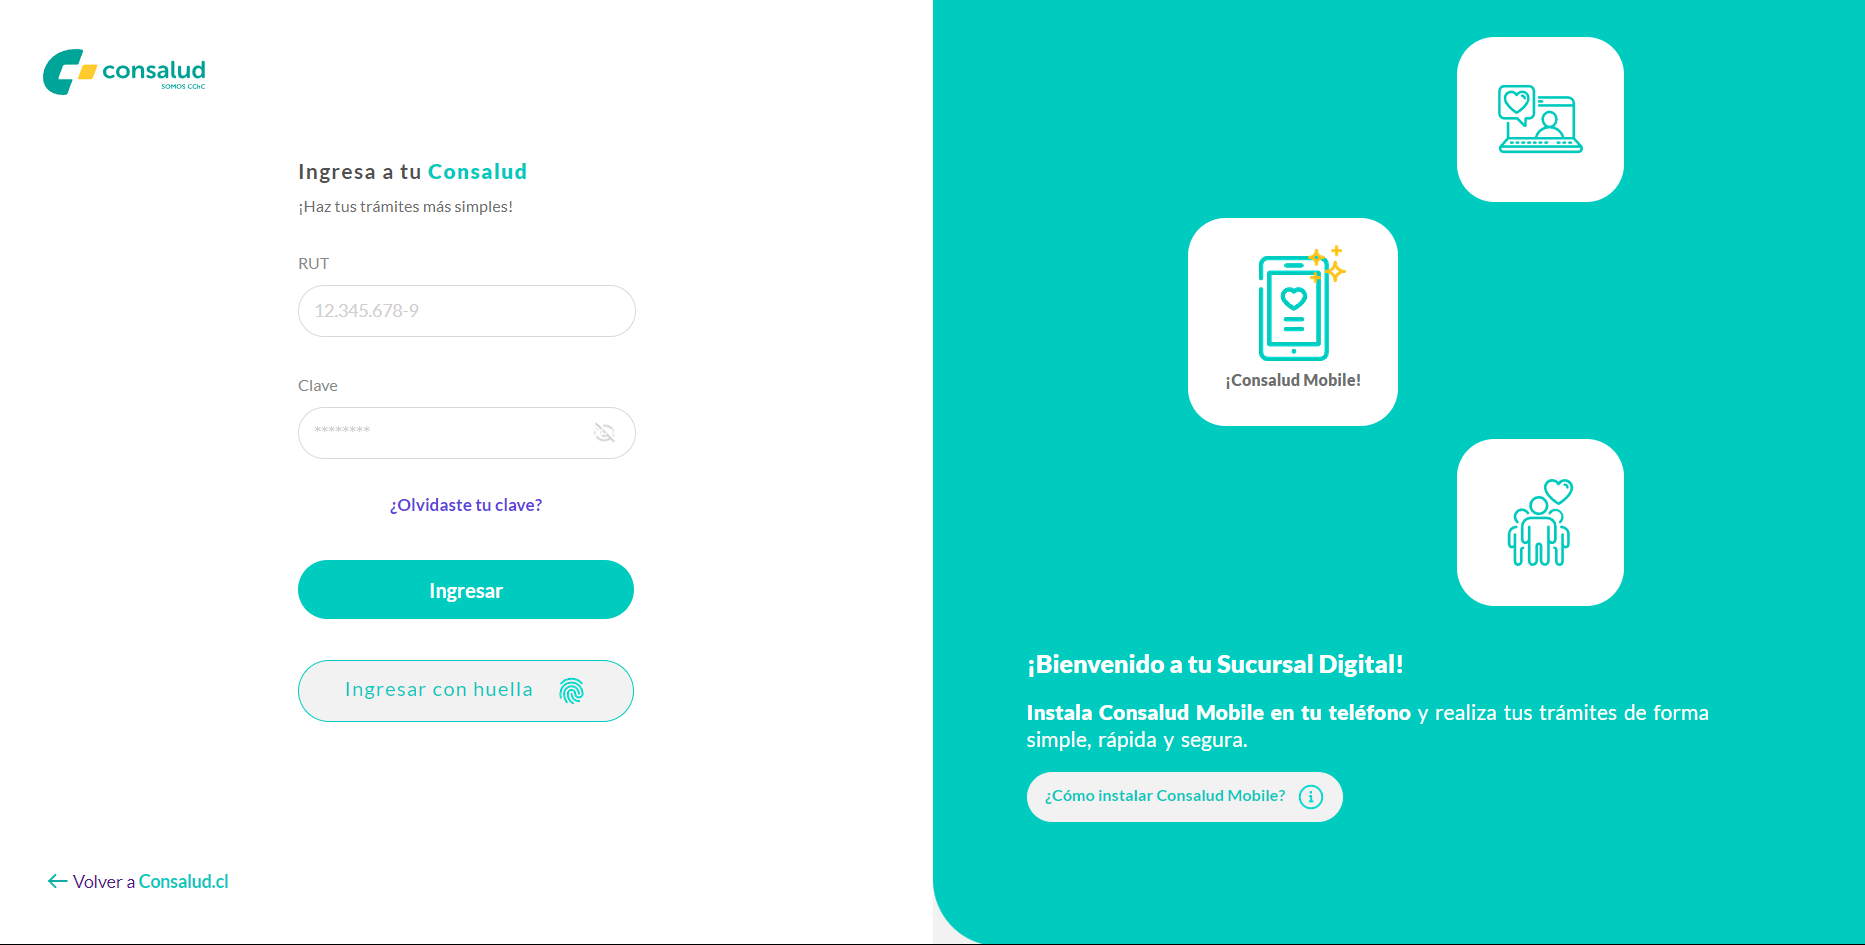 consalud
SOMOS CChC
Ingresa a tu Consalud
¡Haz tus trámites más simples!
RUT
12.345.678-9
Clave
********
¿Olvidaste tu clave?
Ingresar
Ingresar con huella
Volver a Consalud.cl
¡Consalud Mobile!
¡Bienvenido a tu Sucursal Digital!
Instala Consalud Mobile en tu teléfono y realiza tus trámites de forma
simple, rápida y segura.
¿Cómo instalar Consalud Mobile?